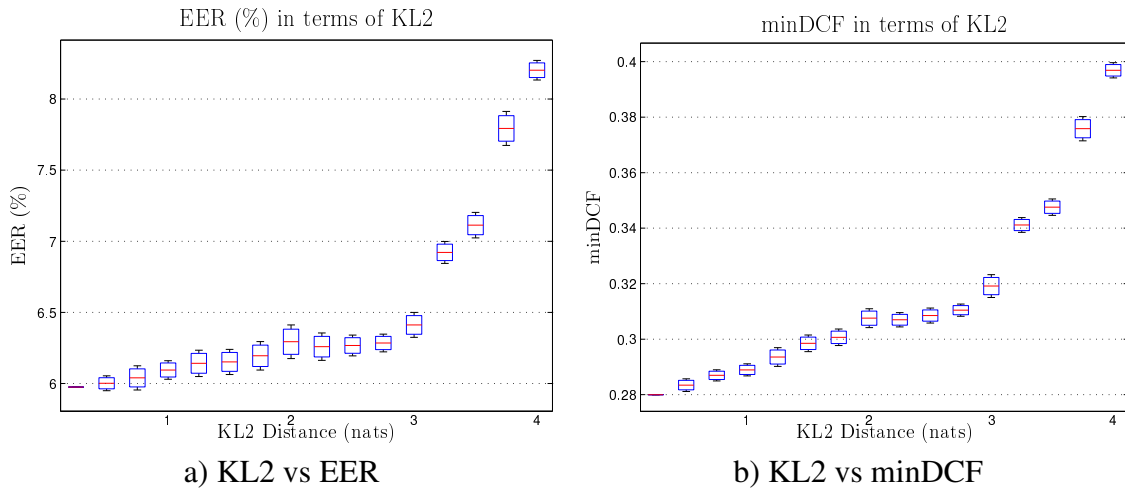 EER (%) in terms of KL2
8
7.5
7
6.5
6
EER (%)
1 2 3 4
KL2 Distance (nats)
a) KL2 vs EER
minDCF in terms of KL2
0.4
0.38
0.36
0.34
0.32
0.3
0.28
minDCF
1 2 3 4
KL2 Distance (nats)
b) KL2 vs minDCF